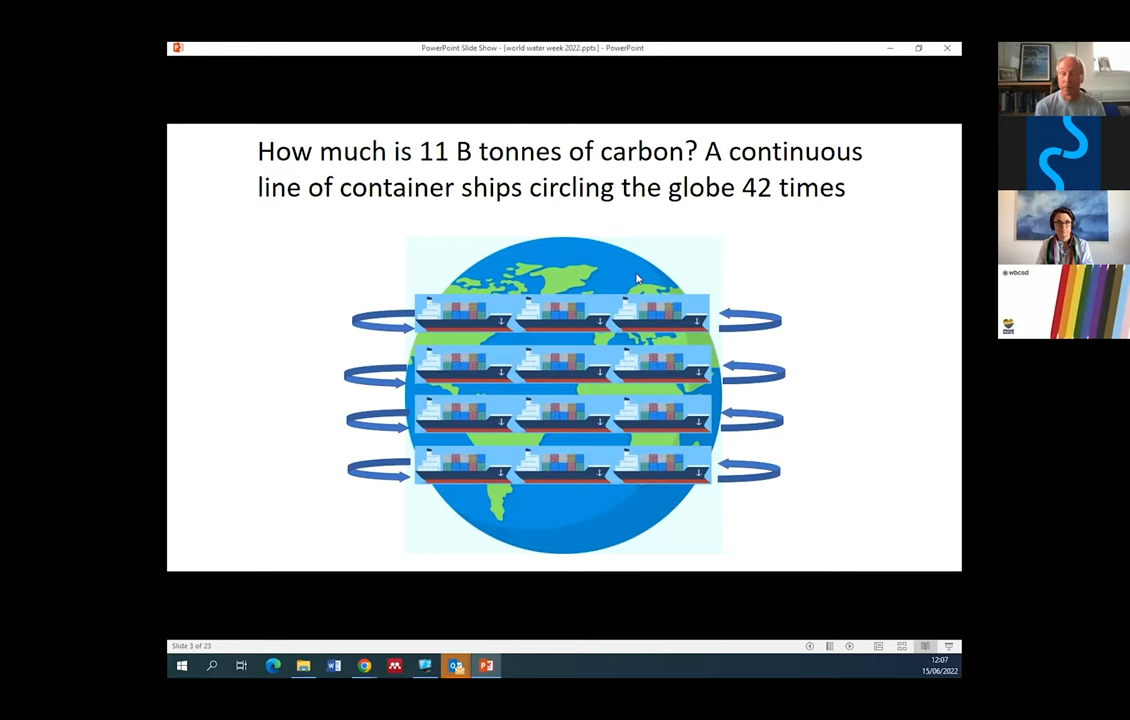 PowerPoint Slide Show - [world water week 2022.pptx] - PowerPoint
How much is 11 B tonnes of carbon? A continuous
line of container ships circling the globe 42 times
wbcsd
Slide 3 of 23
12:07
15/06/2022